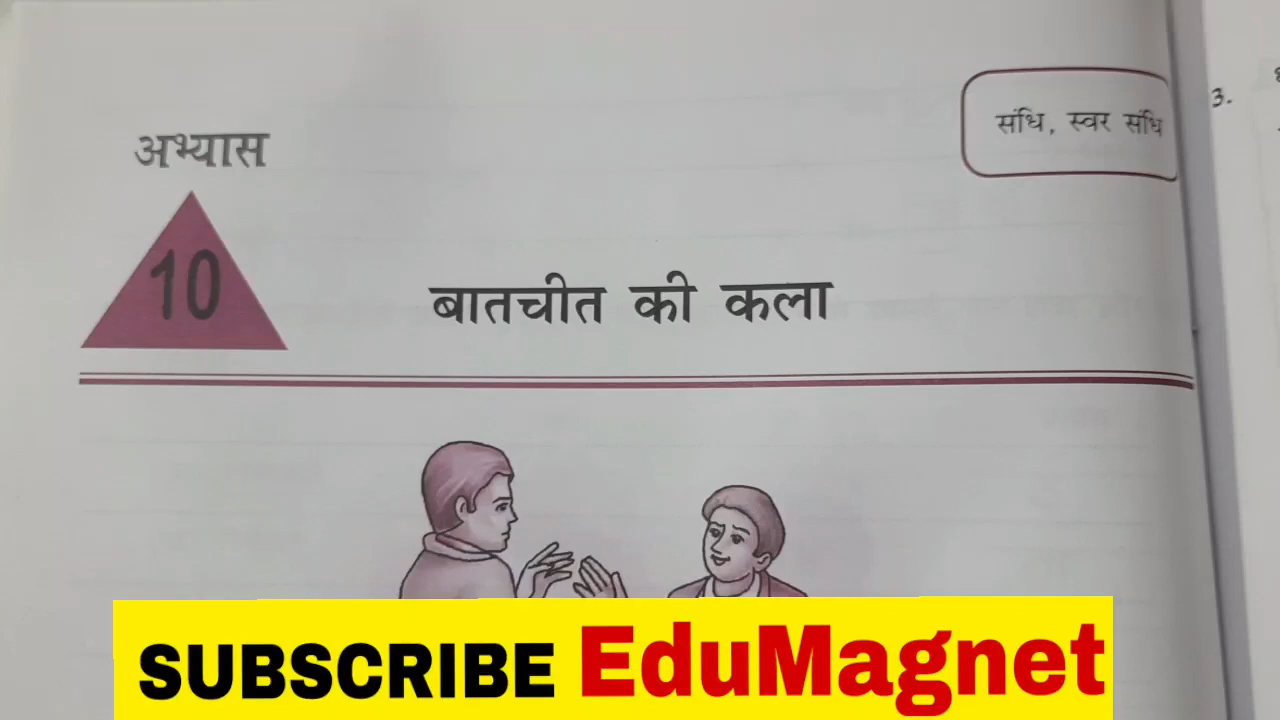 संधि, स्वर संधि
3.
अभ्यास
10
बातचीत की कला
SUBSCRIBE EduMagnet